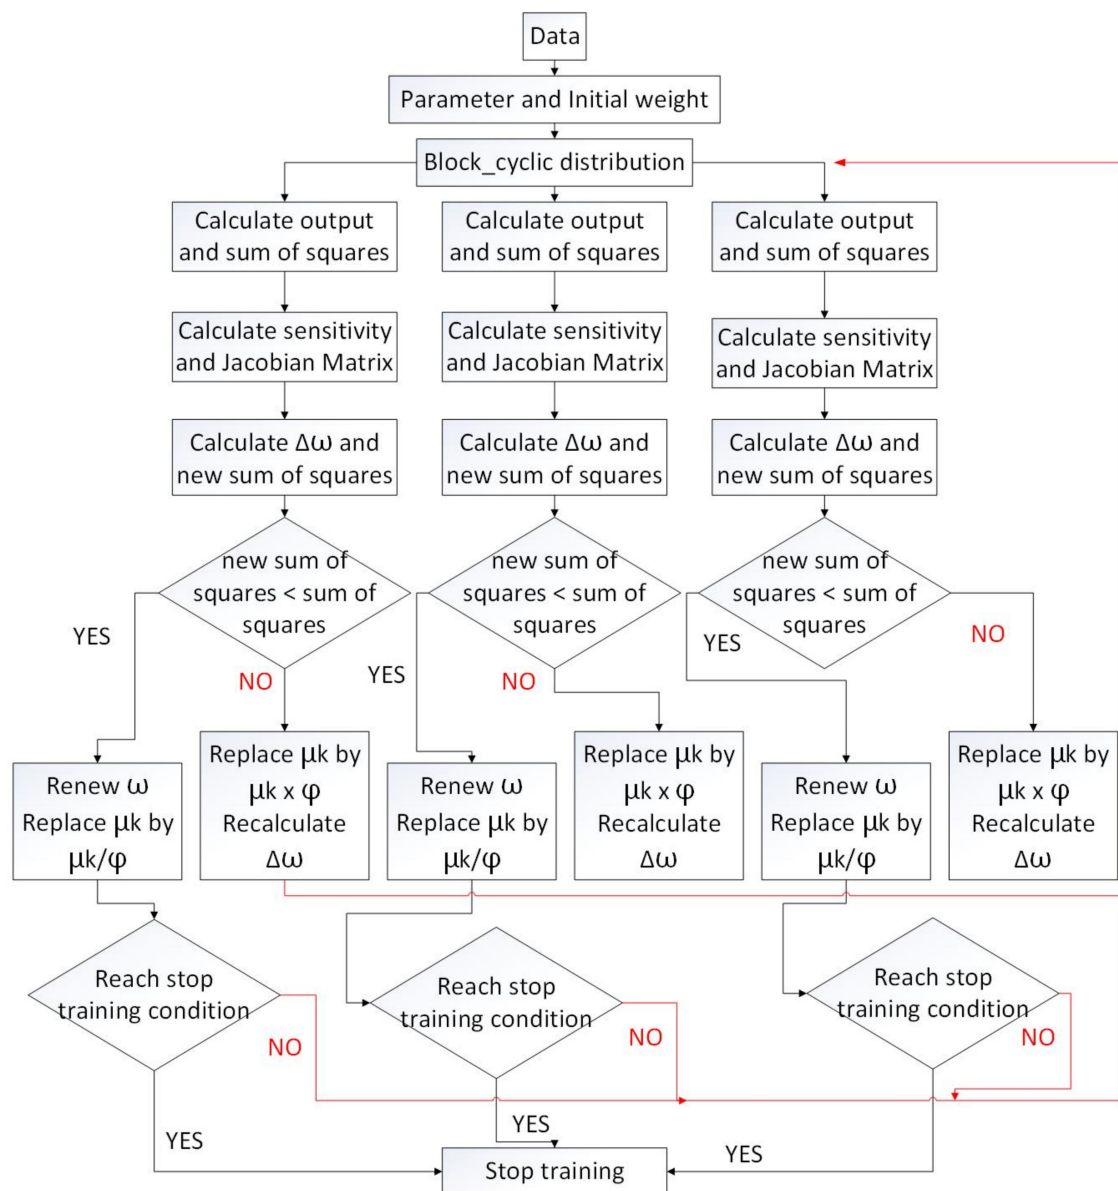 Data
Parameter and Initial weight
Block_cyclic distribution
Calculate output
and sum of squares
Calculate output
and sum of squares
Calculate output
and sum of squares
Calculate sensitivity
and Jacobian Matrix
Calculate sensitivity
and Jacobian Matrix
Calculate sensitivity
and Jacobian Matrix
Calculate Δω and
new sum of squares
Calculate Δω and
new sum of squares
Calculate Δω and
new sum of squares
new sum of
squares < sum of
squares
new sum of
squares < sum of
squares
new sum of
squares < sum of
squares
YES
NO
YES
NO
YES
NO
Renew ω
Replace μk by
μk/φ
Replace μk by
μk x φ
Recalculate
Δω
Renew ω
Replace μk by
μk/φ
Replace μk by
μk x φ
Recalculate
Δω
Renew ω
Replace μk by
μk/φ
Replace μk by
μk x φ
Recalculate
Δω
Reach stop
training condition
Reach stop
training condition
Reach stop
training condition
NO
NO
NO
YES
YES
YES
Stop training